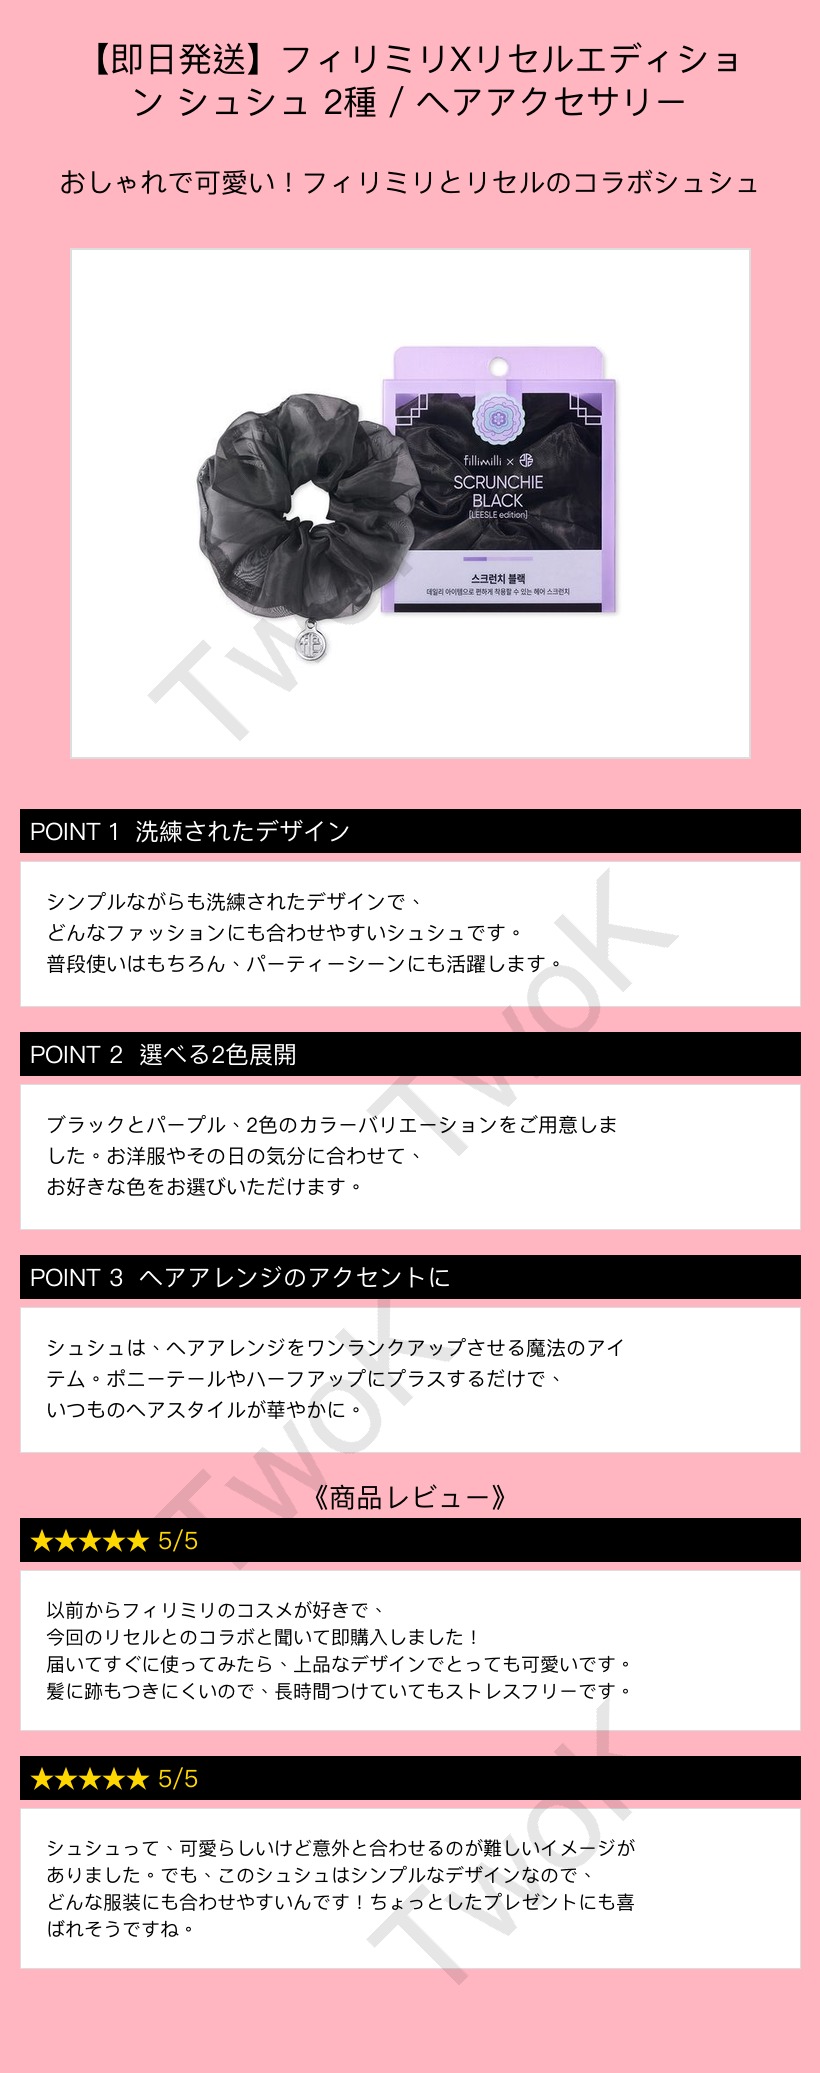 【即日発送】フィリミリXリセルエディショ
ン シュシュ 2種 / ヘアアクセサリー
おしゃれで可愛い！フィリミリとリセルのコラボシュシュ
fillimilli ×
SCRUNCHIE
BLACK
[LEESLE edition]
스크런치 블랙
데일리 아이템으로 편하게 착용할 수 있는 헤어 스크런치
Two
POINT 1 洗練されたデザイン
シンプルながらも洗練されたデザインで、
どんなファッションにも合わせやすいシュシュです。
普段使いはもちろん、パーティーシーンにも活躍します。
TwoK
POINT 2 選べる2色展開
ブラックとパープル、2色のカラーバリエーションをご用意しま
した。お洋服やその日の気分に合わせて、
お好きな色をお選びいただけます。
POINT 3 ヘアアレンジのアクセントに
シュシュは、ヘアアレンジをワンランクアップさせる魔法のアイ
テム。ポニーテールやハーフアップにプラスするだけで、
いつものヘアスタイルが華やかに。
TwoK
《商品レビュー》
★★★★★ 5/5
以前からフィリミリのコスメが好きで、
今回のリセルとのコラボと聞いて即購入しました！
届いてすぐに使ってみたら、上品なデザインでとっても可愛いです。
髪に跡もつきにくいので、長時間つけていてもストレスフリーです。
★★★★★ 5/5
シュシュって、可愛らしいけど意外と合わせるのが難しいイメージが
ありました。でも、このシュシュはシンプルなデザインなので、
どんな服装にも合わせやすいんです！ちょっとしたプレゼントにも喜
ばれそうですね。
TwoK